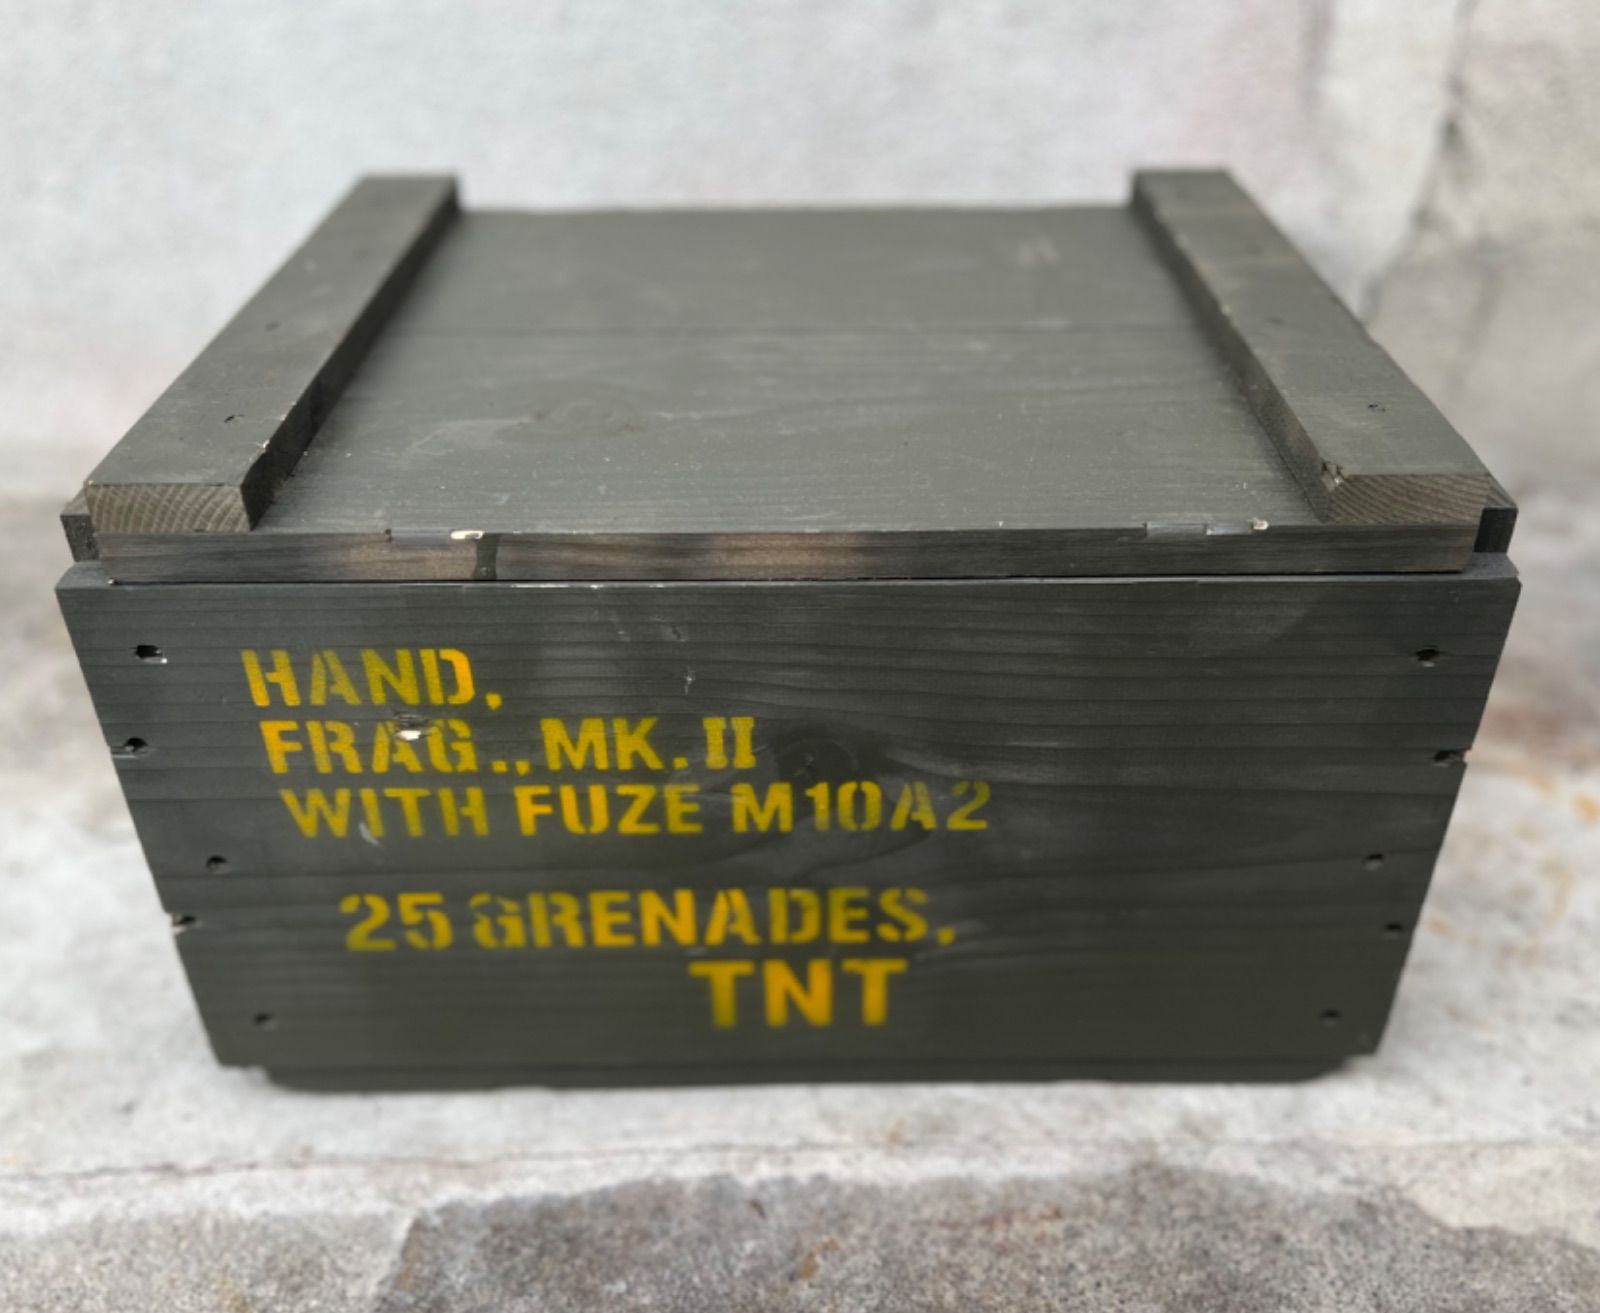 HAND,
FRAG.., MK. II
WITH FUZE M10A2
25 GRENADES,
TNT